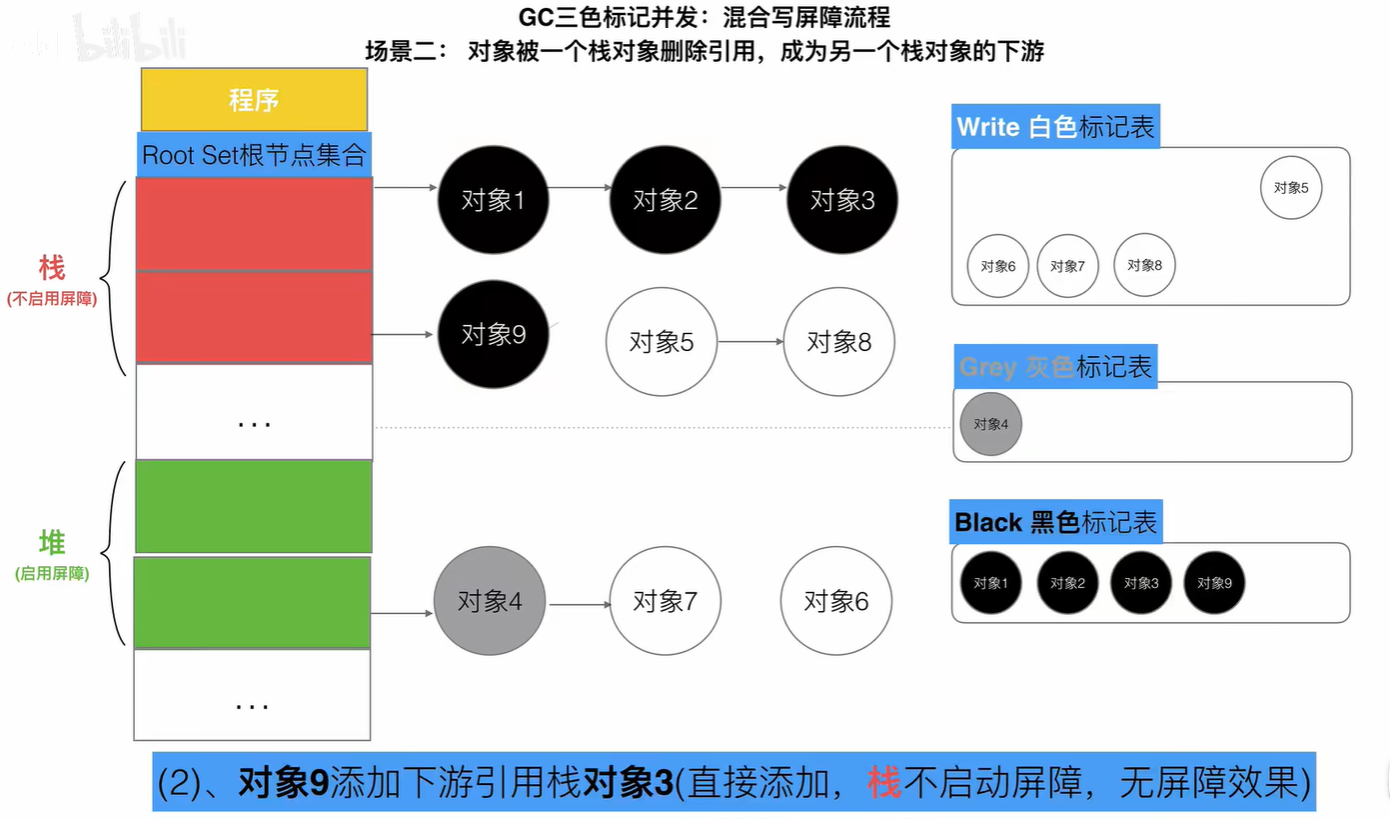 bilibili
GC三色标记并发：混合写屏障流程
场景二： 对象被一个栈对象删除引用，成为另一个栈对象的下游
程序
Root Set根节点集合
栈
(不启用屏障)
...
堆
(启用屏障)
...
对象1
对象2
对象3
对象9
对象5
对象8
对象4
对象7
对象6
Write 白色标记表
对象5
对象6
对象7
对象8
Grey 灰色标记表
对象4
Black 黑色标记表
对象1
对象2
对象3
对象9
(2)、对象9添加下游引用栈对象3(直接添加，栈不启动屏障，无屏障效果)